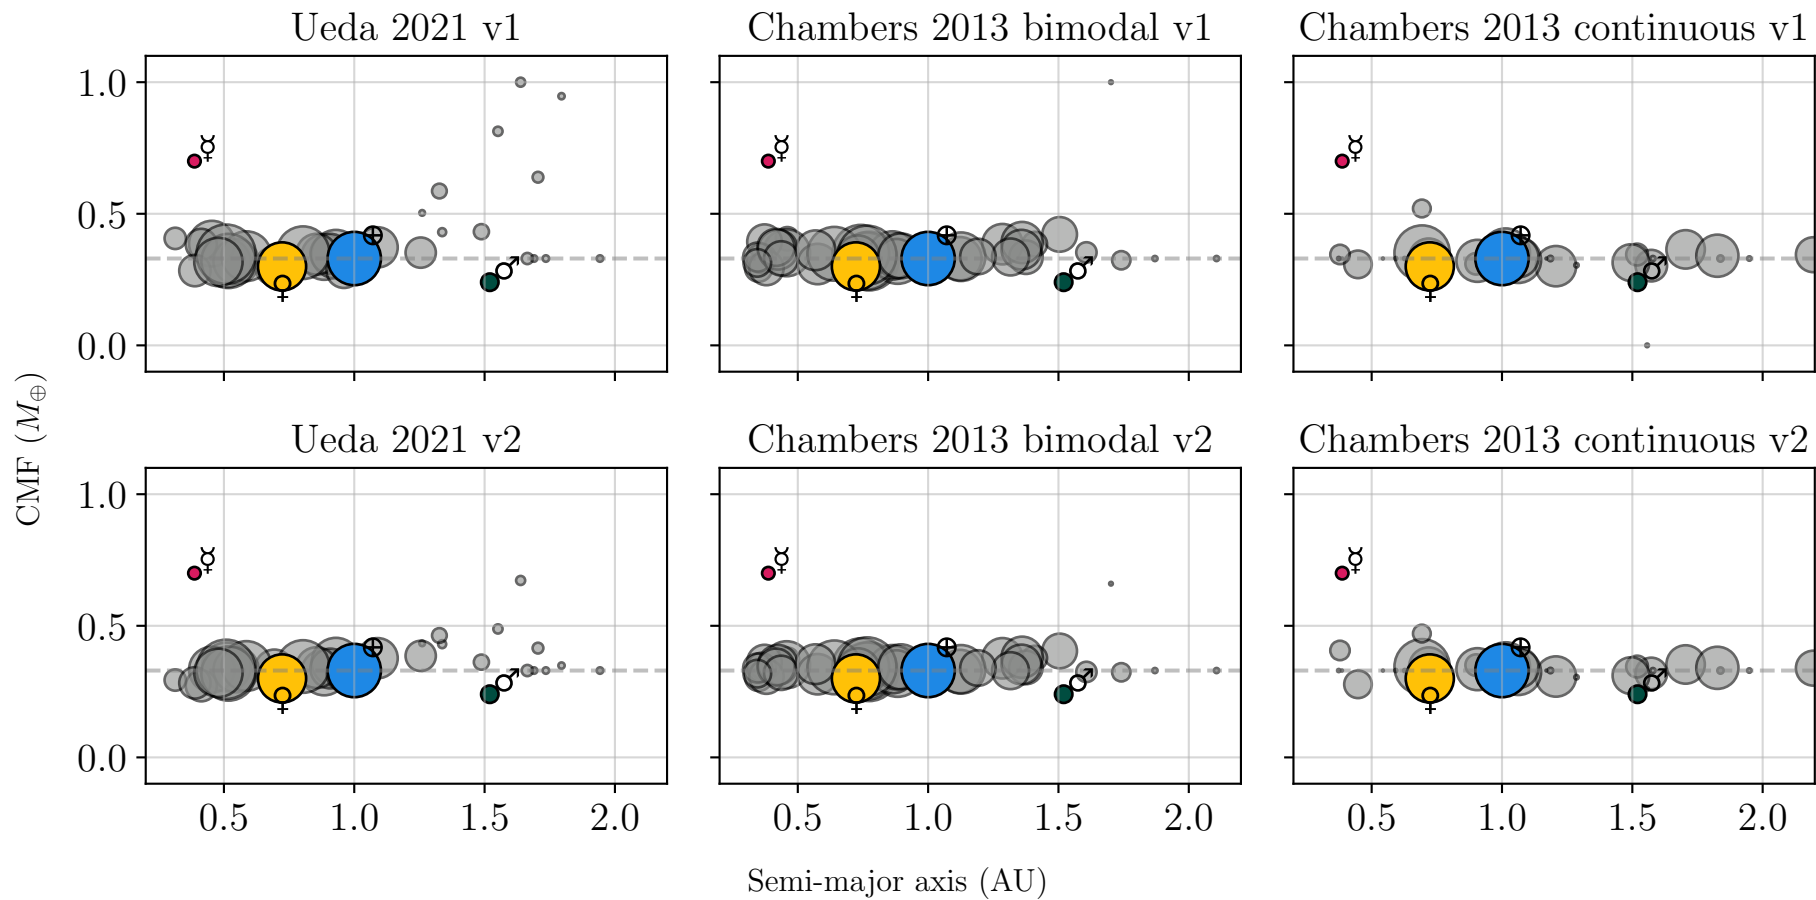 Ueda 2021 v1
Chambers 2013 bimodal v1
Chambers 2013 continuous v1
1.0
0.5
0.0
☿
♀
⊕
♂
☿
♀
⊕
♂
☿
♀
⊕
♂
CMF (M⊕)
Ueda 2021 v2
Chambers 2013 bimodal v2
Chambers 2013 continuous v2
1.0
0.5
0.0
☿
♀
⊕
♂
☿
♀
⊕
♂
☿
♀
⊕
♂
0.5 1.0 1.5 2.0
0.5 1.0 1.5 2.0
0.5 1.0 1.5 2.0
Semi-major axis (AU)